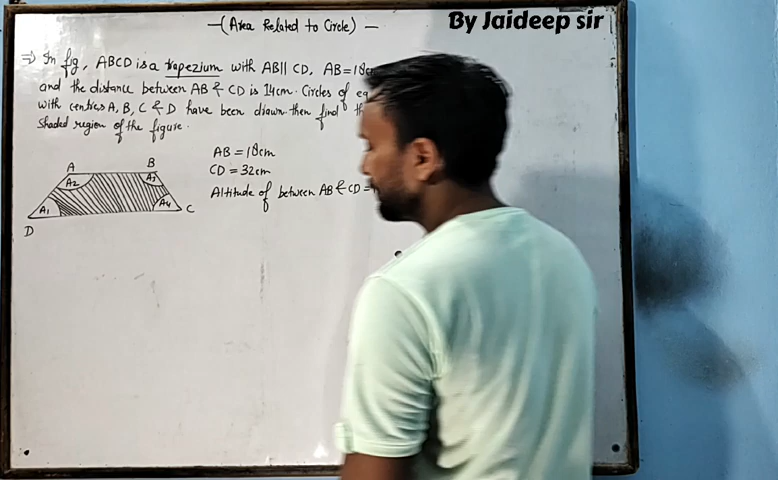 —(Area Related to Circle)—
By Jaideep sir
⇒ In fig, ABCD is a trapezium with AB || CD, AB = 18cm
and the distance between AB & CD is 14cm. Circles of
with centres A, B, C & D have been drawn then find
shaded region of the figure.
AB = 18cm
CD = 32cm
Altitude of between AB & CD =
A B
A2 A3
A1 A4
C
D